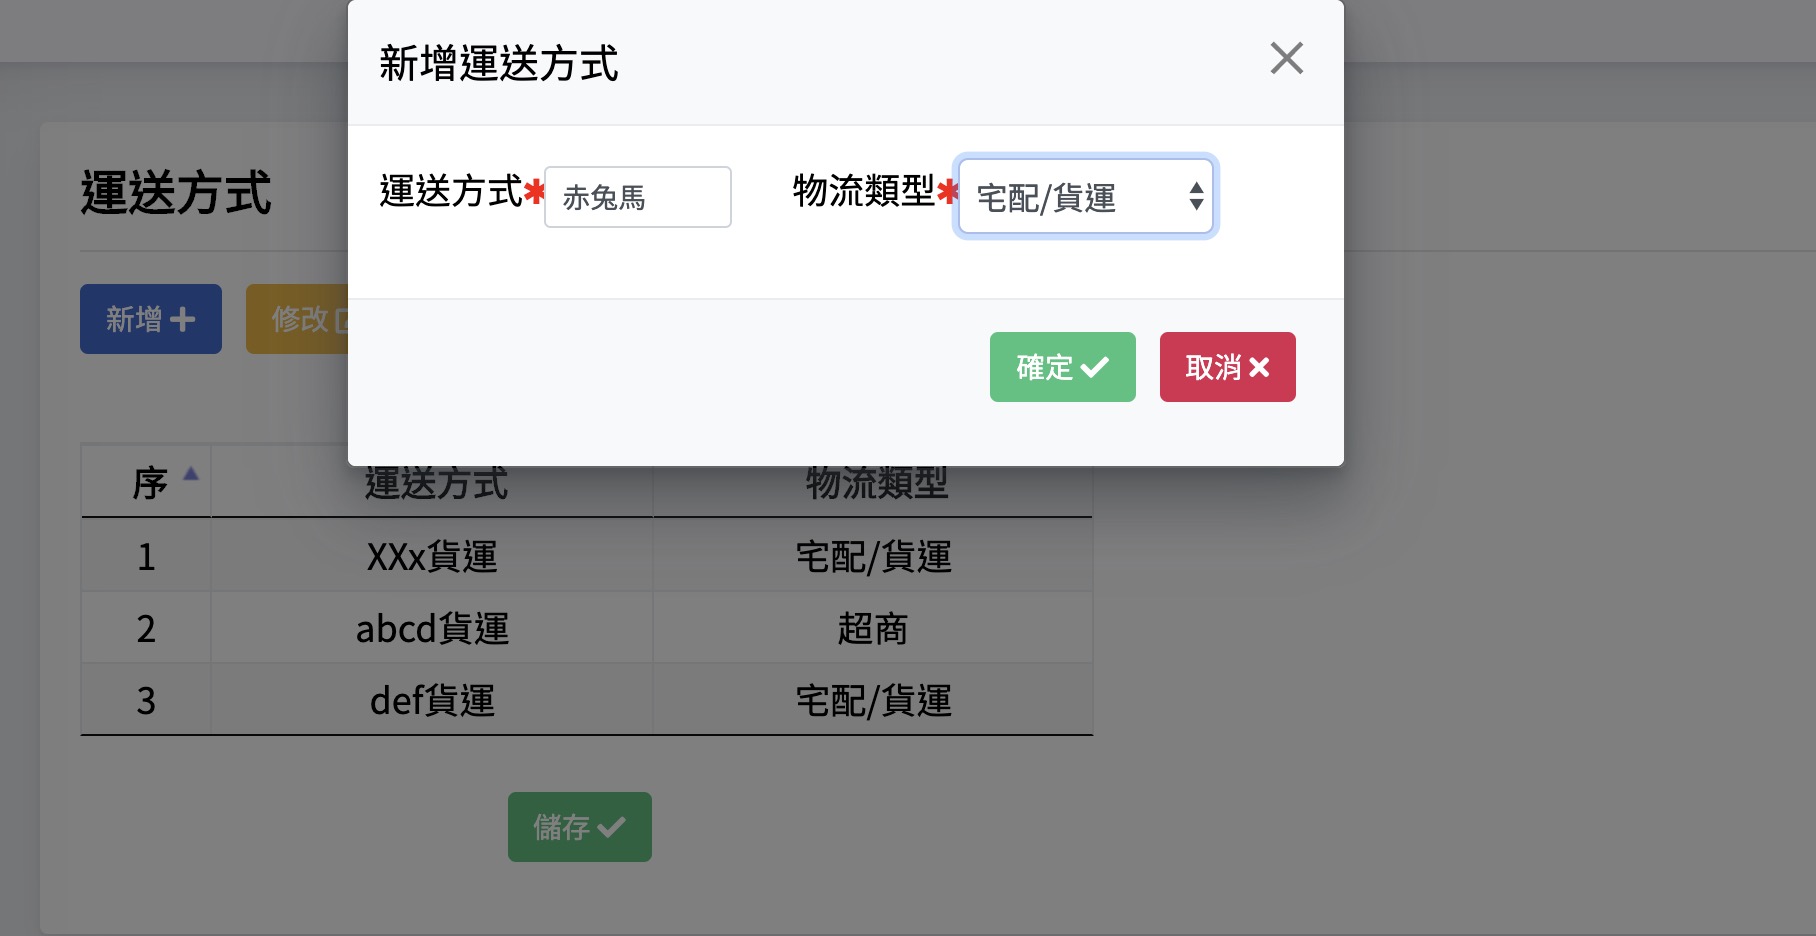 新增運送方式
運送方式* 赤兔馬 物流類型* 宅配/貨運
確定 取消
運送方式
新增 修改
序 運送方式 物流類型
1 XXx貨運 宅配/貨運
2 abcd貨運 超商
3 def貨運 宅配/貨運
儲存